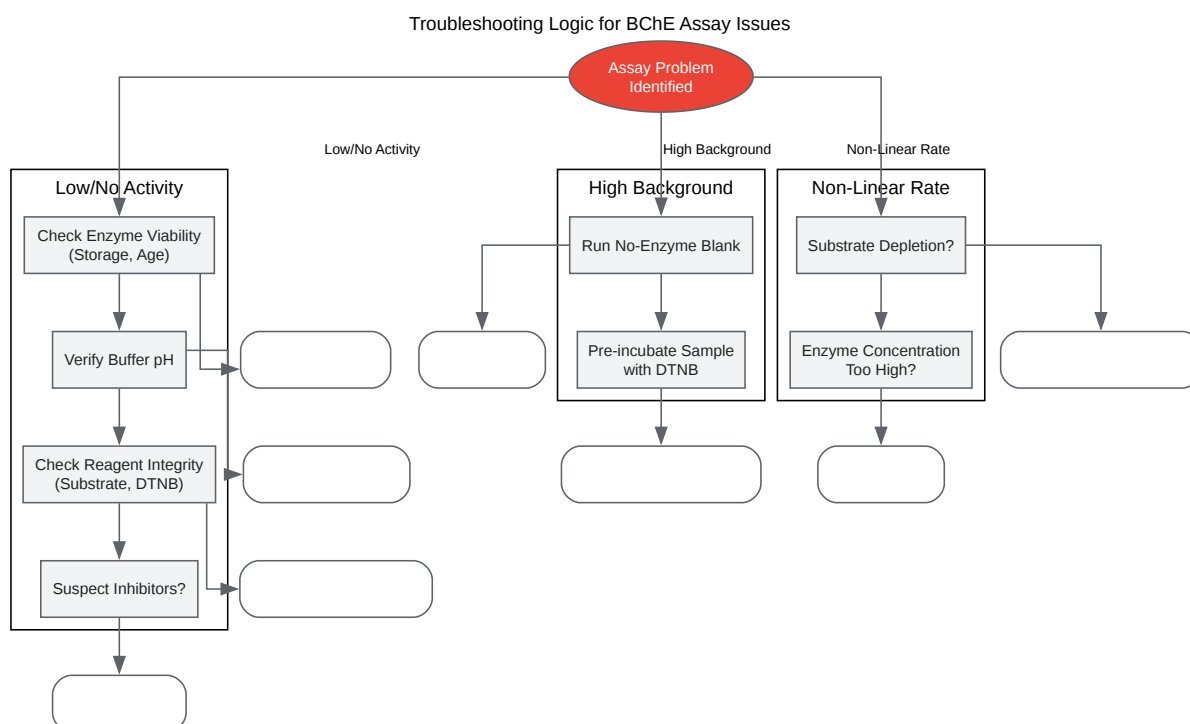 Troubleshooting Logic for BChE Assay Issues
Assay Problem
Identified
Low/No Activity
High Background
Non-Linear Rate
Low/No Activity
High Background
Non-Linear Rate
Check Enzyme Viability
(Storage, Age)
Run No-Enzyme Blank
Substrate Depletion?
Verify Buffer pH
Pre-incubate Sample
with DTNB
Enzyme Concentration
Too High?
Check Reagent Integrity
(Substrate, DTNB)
Suspect Inhibitors?